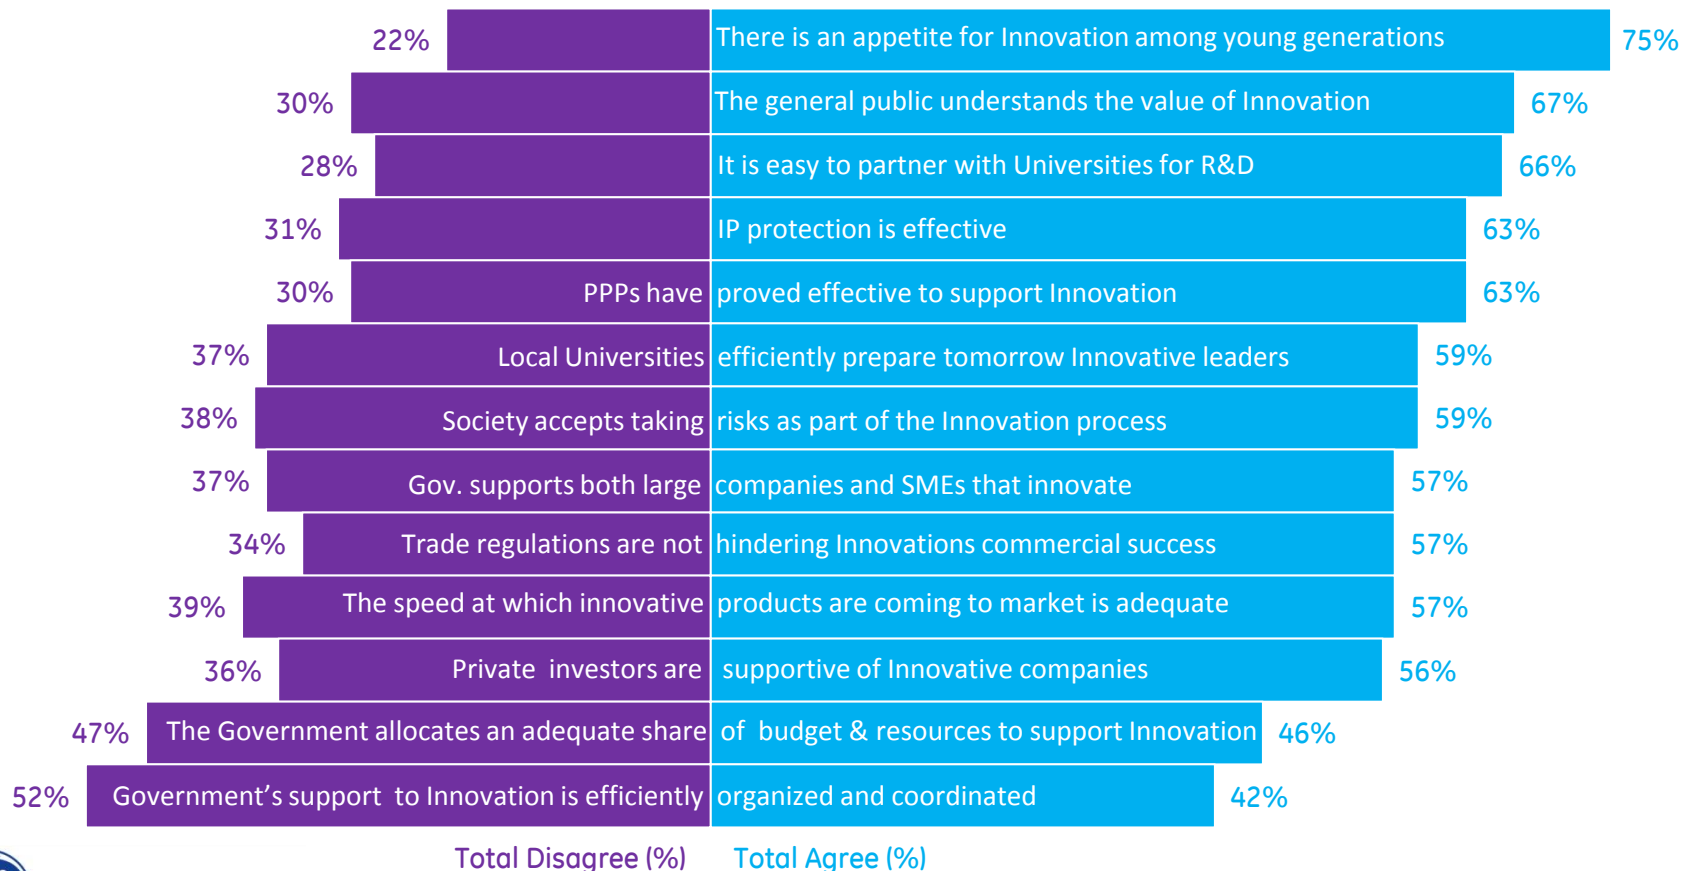 22% There is an appetite for Innovation among young generations 75%
30% The general public understands the value of Innovation 67%
28% It is easy to partner with Universities for R&D 66%
31% IP protection is effective 63%
30% PPPs have proved effective to support Innovation 63%
37% Local Universities efficiently prepare tomorrow Innovative leaders 59%
38% Society accepts taking risks as part of the Innovation process 59%
37% Gov. supports both large companies and SMEs that innovate 57%
34% Trade regulations are not hindering Innovations commercial success 57%
39% The speed at which innovative products are coming to market is adequate 57%
36% Private investors are supportive of Innovative companies 56%
47% The Government allocates an adequate share of budget & resources to support Innovation 46%
52% Government’s support to Innovation is efficiently organized and coordinated 42%
Total Disagree (%) Total Agree (%)